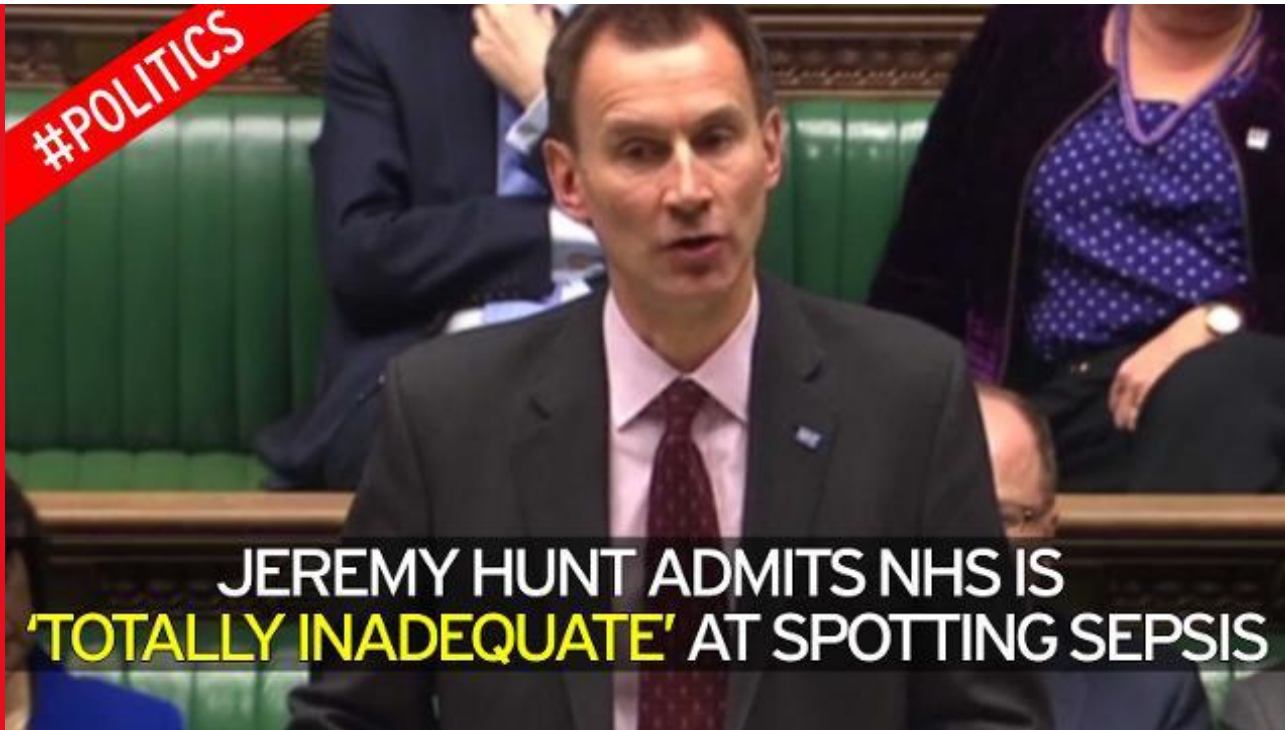 #POLITICS
JEREMY HUNT ADMITS NHS IS
'TOTALLY INADEQUATE' AT SPOTTING SEPSIS